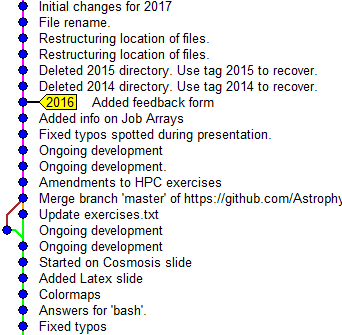 Initial changes for 2017
File rename.
Restructuring location of files.
Restructuring location of files.
Deleted 2015 directory. Use tag 2015 to recover.
Deleted 2014 directory. Use tag 2014 to recover.
2016 Added feedback form
Added info on Job Arrays
Fixed typos spotted during presentation.
Ongoing development
Ongoing development.
Amendments to HPC exercises
Merge branch 'master' of https://github.com/Astrophy
Update exercises.txt
Ongoing development
Ongoing development
Started on Cosmosis slide
Added Latex slide
Colormaps
Answers for 'bash'.
Fixed typos